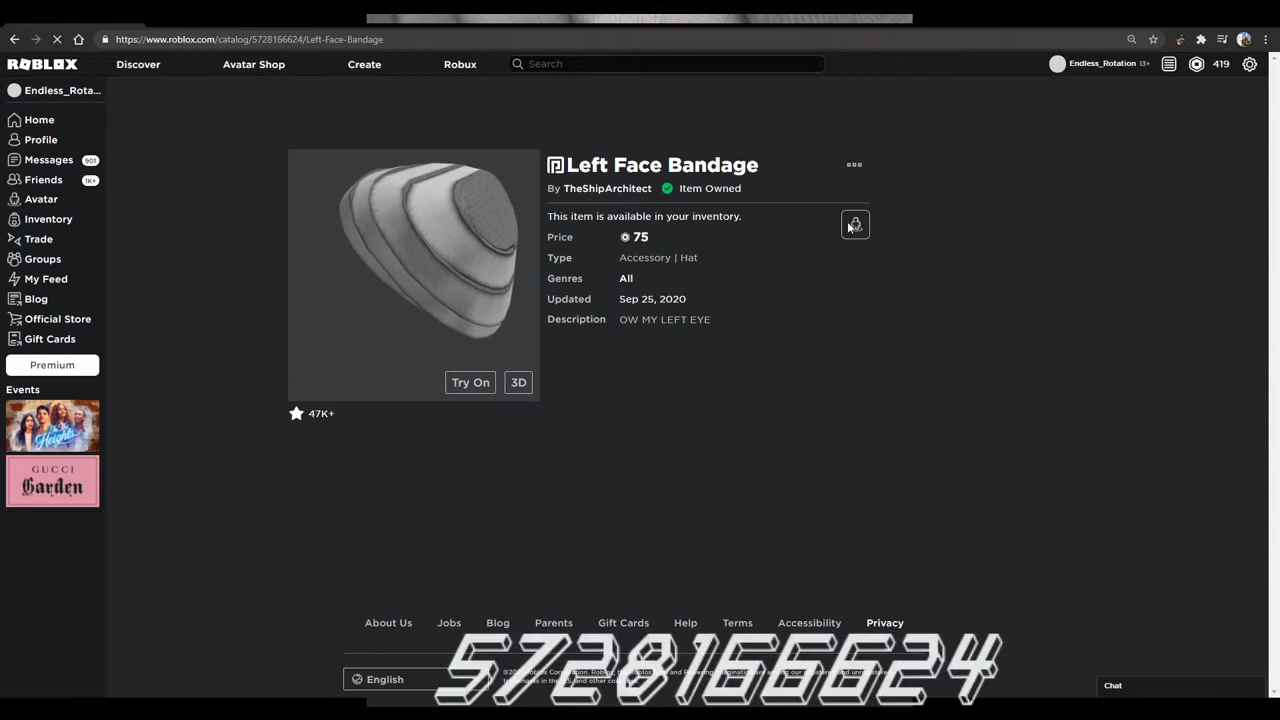 https://www.roblox.com/catalog/5728166624/Left-Face-Bandage
ROBLOX Discover Avatar Shop Create Robux Search Endless_Rotation 13+ 419
Endless_Rota...
Home
Profile
Messages 901
Friends 1K+
Avatar
Inventory
Trade
Groups
My Feed
Blog
Official Store
Gift Cards
Premium
Events
Heights
GUCCI
Garden
Left Face Bandage
By TheShipArchitect Item Owned
This item is available in your inventory.
Price 75
Type Accessory | Hat
Genres All
Updated Sep 25, 2020
Description OW MY LEFT EYE
Try On 3D
47K+
About Us Jobs Blog Parents Gift Cards Help Terms Accessibility Privacy
English
5728166624
Chat